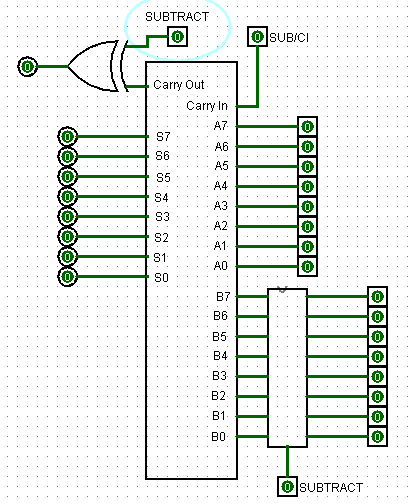 SUBTRACT
0
0
SUB/CI
0
Carry Out
Carry In
A7
0
0
S7
A6
0
0
S6
A5
0
0
S5
A4
0
0
S4
A3
0
0
S3
A2
0
0
S2
A1
0
0
S1
A0
0
0
S0
B7
0
B6
0
B5
0
B4
0
B3
0
B2
0
B1
0
B0
0
0
SUBTRACT